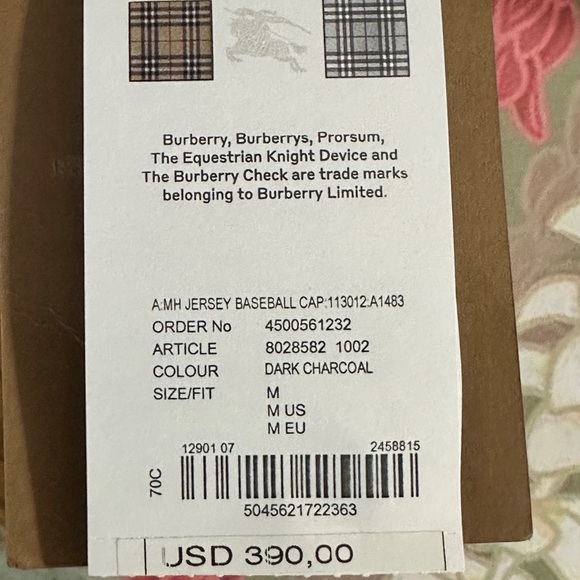 Burberry, Burberrys, Prorsum,
The Equestrian Knight Device and
The Burberry Check are trade marks
belonging to Burberry Limited.
A:MH JERSEY BASEBALL CAP:113012:A1483
ORDER No 4500561232
ARTICLE 8028582 1002
COLOUR DARK CHARCOAL
SIZE/FIT M
M US
M EU
12901 07 2458815
70C
5045621722363
USD 390,00